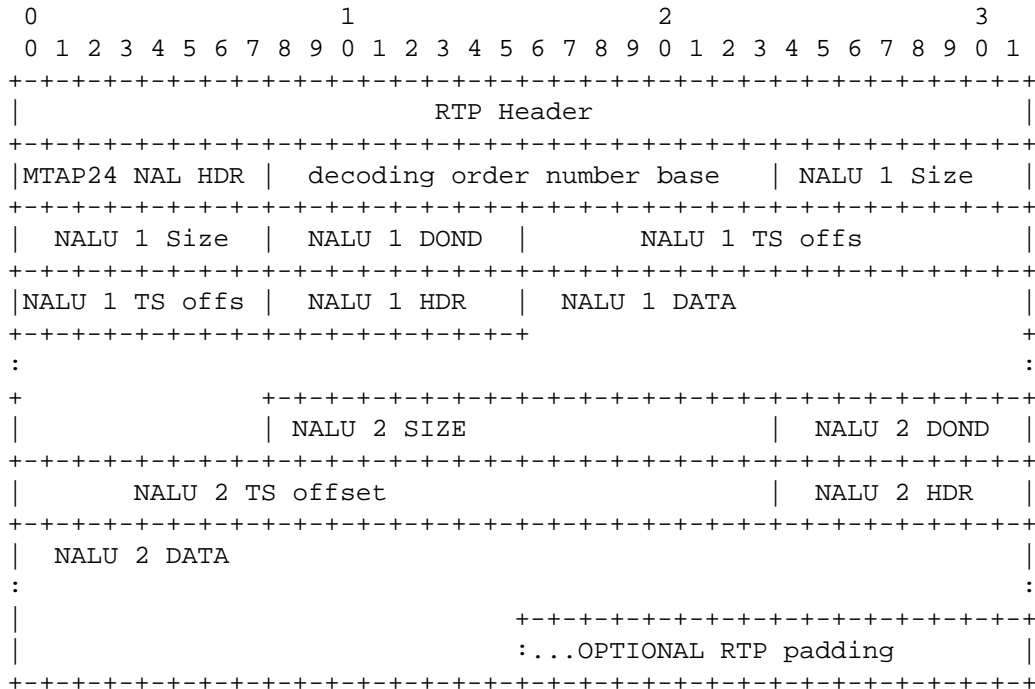 0                   1                   2                   3
 0 1 2 3 4 5 6 7 8 9 0 1 2 3 4 5 6 7 8 9 0 1 2 3 4 5 6 7 8 9 0 1
+-+-+-+-+-+-+-+-+-+-+-+-+-+-+-+-+-+-+-+-+-+-+-+-+-+-+-+-+-+-+-+-+
|                          RTP Header                           |
+-+-+-+-+-+-+-+-+-+-+-+-+-+-+-+-+-+-+-+-+-+-+-+-+-+-+-+-+-+-+-+-+
|MTAP24 NAL HDR |  decoding order number base   | NALU 1 Size   |
+-+-+-+-+-+-+-+-+-+-+-+-+-+-+-+-+-+-+-+-+-+-+-+-+-+-+-+-+-+-+-+-+
|  NALU 1 Size  |  NALU 1 DOND  |       NALU 1 TS offs          |
+-+-+-+-+-+-+-+-+-+-+-+-+-+-+-+-+-+-+-+-+-+-+-+-+-+-+-+-+-+-+-+-+
|NALU 1 TS offs |  NALU 1 HDR   |  NALU 1 DATA                  |
+-+-+-+-+-+-+-+-+-+-+-+-+-+-+-+-+                               +
:                                                               :
+               +-+-+-+-+-+-+-+-+-+-+-+-+-+-+-+-+-+-+-+-+-+-+-+-+
|               | NALU 2 SIZE                   |  NALU 2 DOND  |
+-+-+-+-+-+-+-+-+-+-+-+-+-+-+-+-+-+-+-+-+-+-+-+-+-+-+-+-+-+-+-+-+
|       NALU 2 TS offset                        |  NALU 2 HDR   |
+-+-+-+-+-+-+-+-+-+-+-+-+-+-+-+-+-+-+-+-+-+-+-+-+-+-+-+-+-+-+-+-+
|  NALU 2 DATA                                                  |
:                                                               :
|                               +-+-+-+-+-+-+-+-+-+-+-+-+-+-+-+-+
|                               :...OPTIONAL RTP padding        |
+-+-+-+-+-+-+-+-+-+-+-+-+-+-+-+-+-+-+-+-+-+-+-+-+-+-+-+-+-+-+-+-+